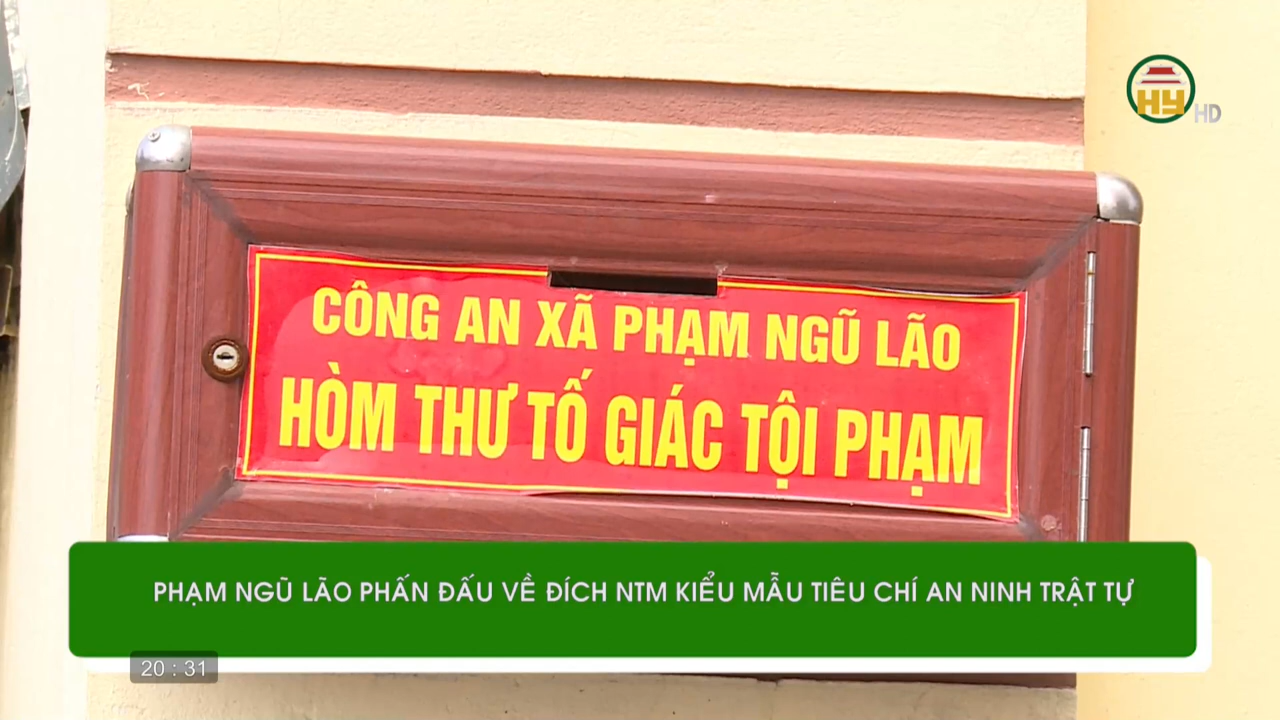 HY HD
CÔNG AN XÃ PHẠM NGŨ LÃO
HÒM THƯ TỐ GIÁC TỘI PHẠM
PHẠM NGŨ LÃO PHẤN ĐẤU VỀ ĐÍCH NTM KIỂU MẪU TIÊU CHÍ AN NINH TRẬT TỰ
20 : 31